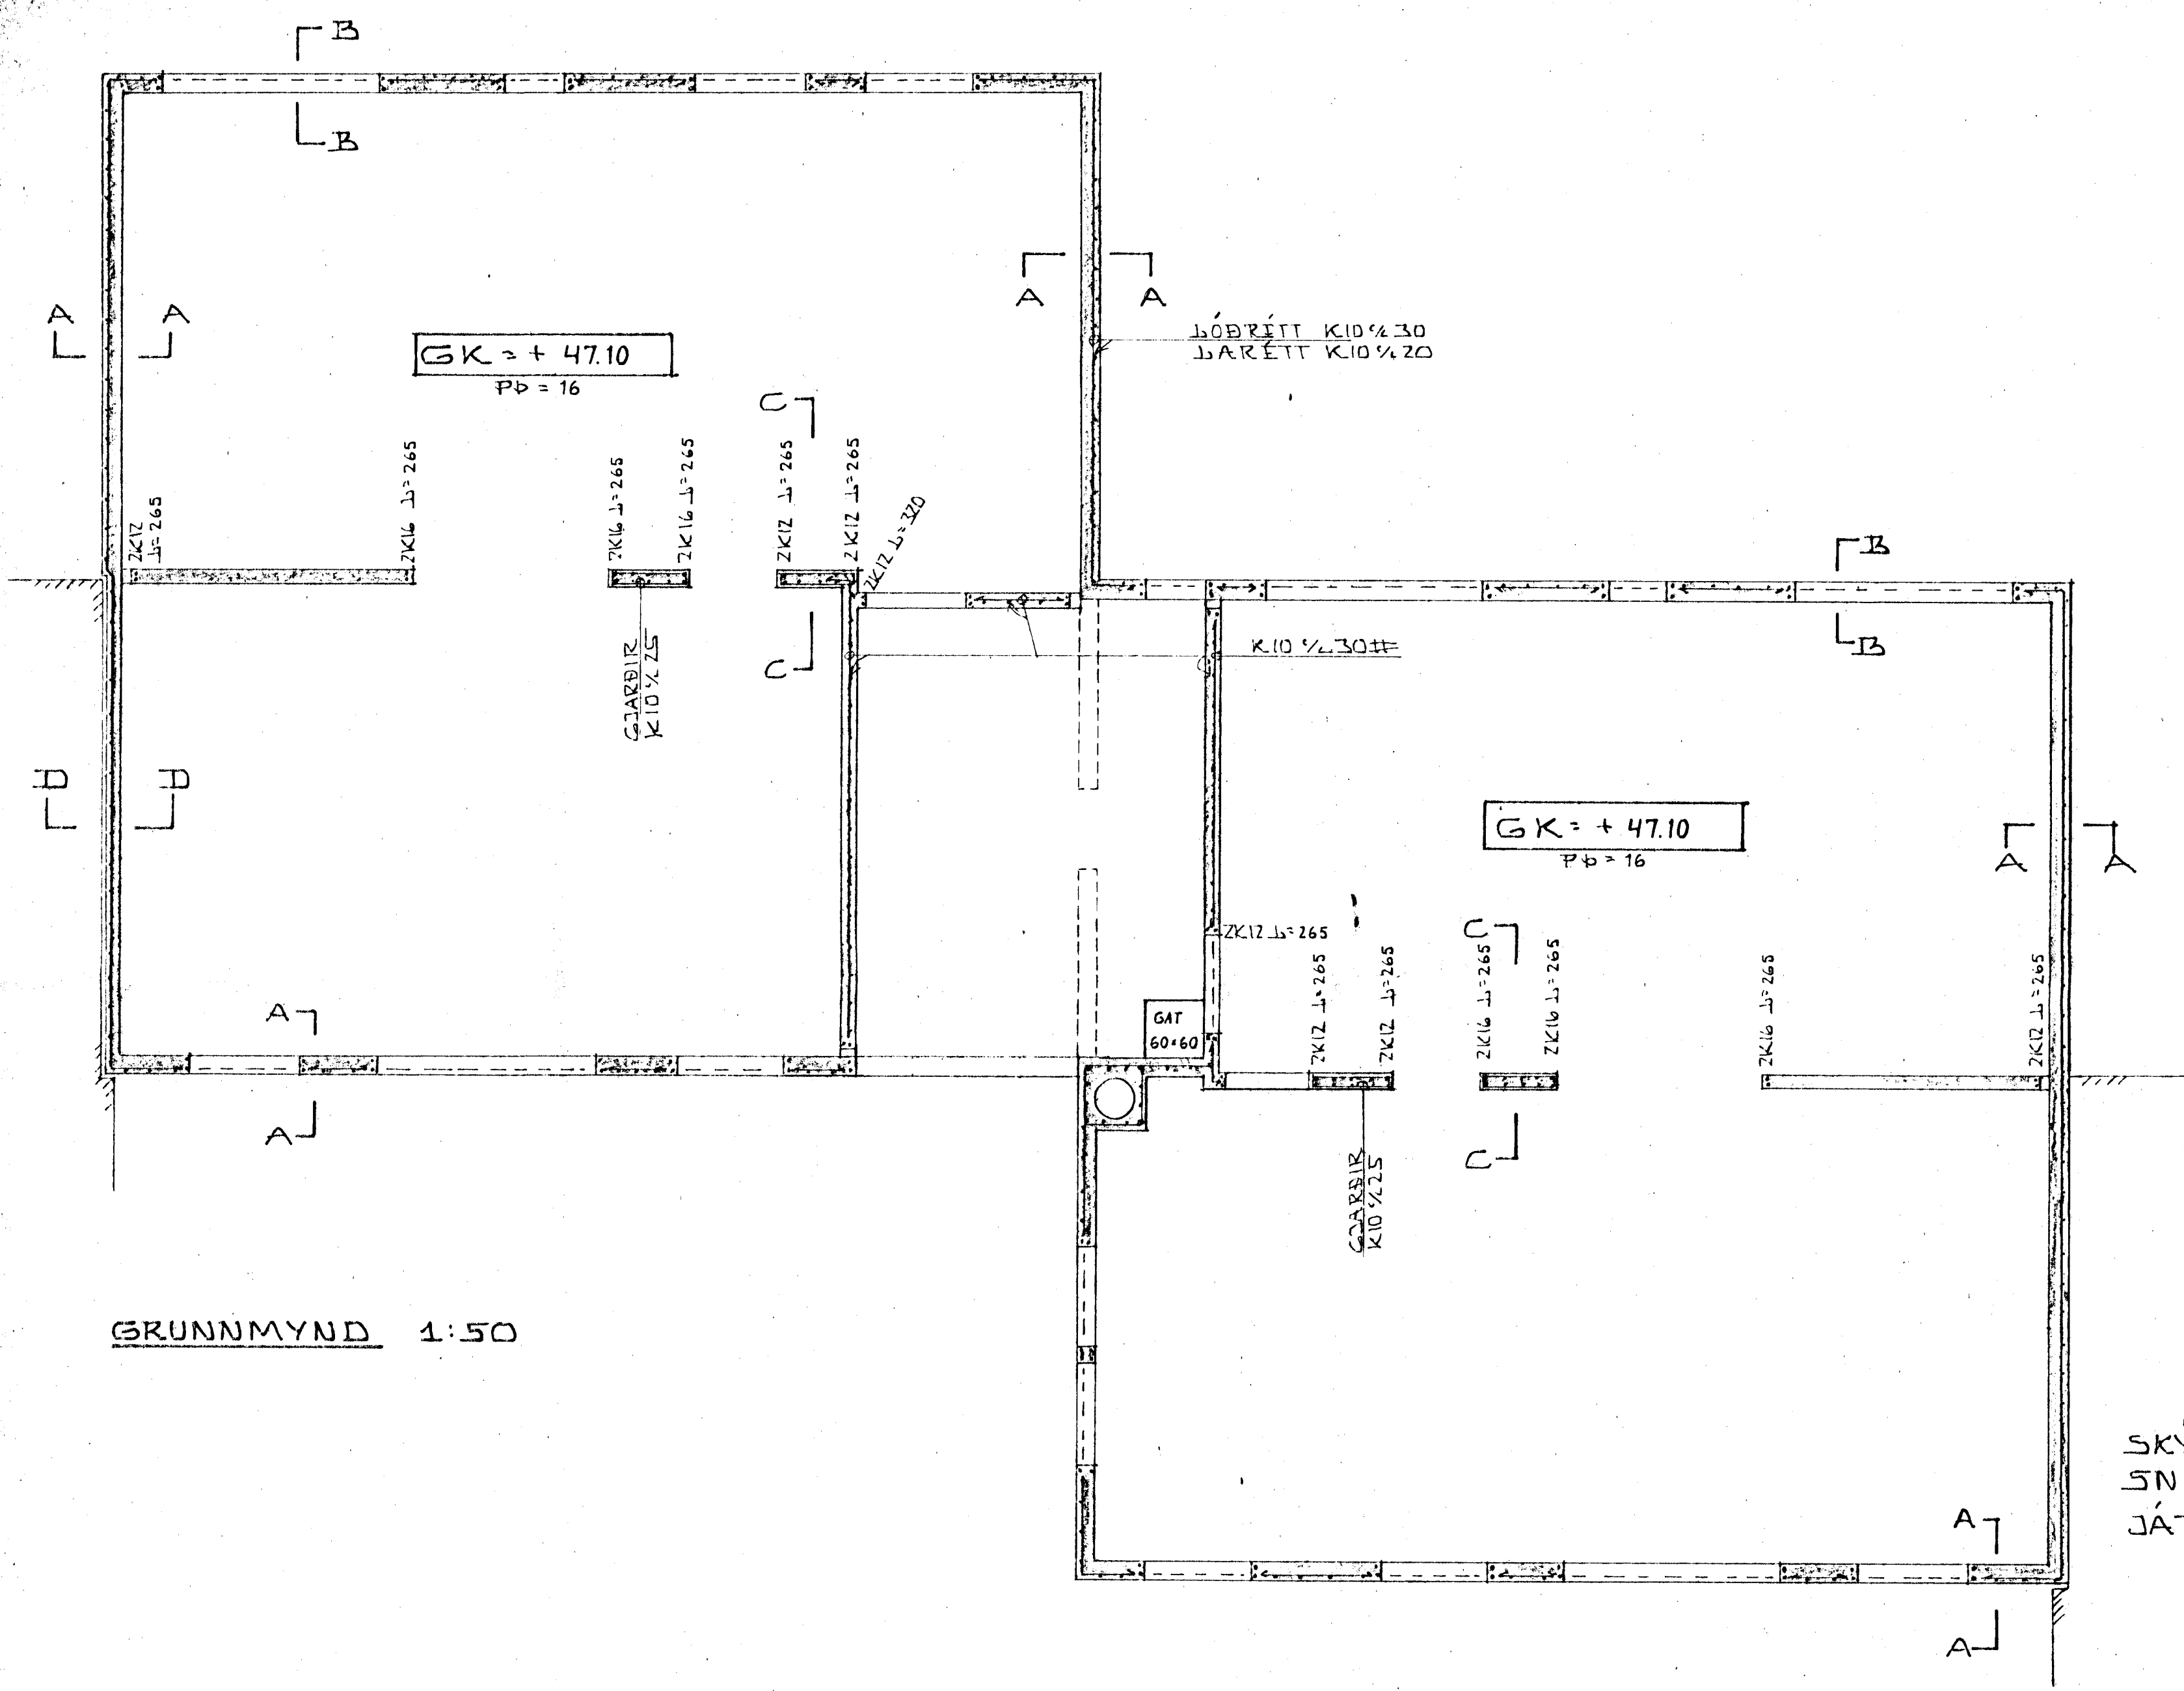 B
B
A
A
A
A
LÓÐRÉTT K10 % 30
LÁRÉTT K10 % 20
GK = + 47.10
Pþ = 16
C
2K12
L=265
2K16 L=265
2K16 L=265
2K16 L=265
2K12 L=265
2K12 L=265
2K12 L=320
B
B
C
GJARÐIR
K10 % 25
K10 % 30 #
D
D
GK = + 47.10
Pþ = 16
A
A
2K12 L=265
C
2K12 L=265
2K12 L=265
2K16 L=265
2K16 L=265
2K16 L=265
2K12 L=265
GAT
60*60
A
A
C
GJARÐIR
K10 % 25
GRUNNMYND 1:50
SKÝ
SN
JÁT
A
A